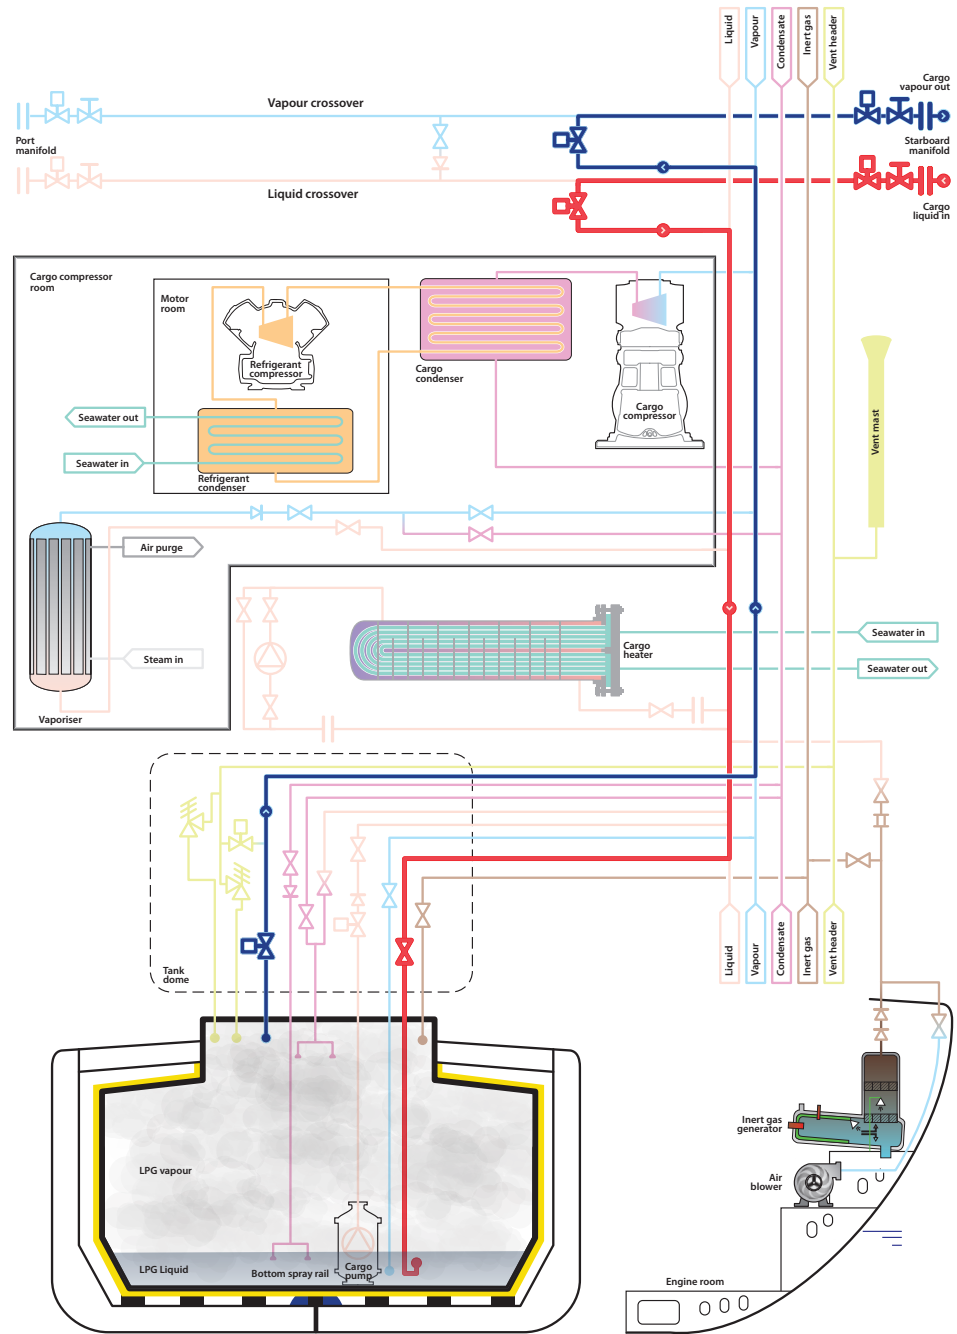 Liquid
Vapour
Condensate
Inert gas
Vent header
Cargo
vapour out
Vapour crossover
Port
manifold
Starboard
manifold
Liquid crossover
Cargo
liquid in
Cargo compressor
room
Motor
room
Refrigerant
compressor
Cargo
condenser
Cargo
compressor
Seawater out
Seawater in
Refrigerant
condenser
Vent mast
Air purge
Steam in
Vaporiser
Cargo
heater
Seawater in
Seawater out
Tank
dome
Liquid
Vapour
Condensate
Inert gas
Vent header
Inert gas
generator
Air
blower
LPG vapour
LPG Liquid
Bottom spray rail
Cargo
pump
Engine room